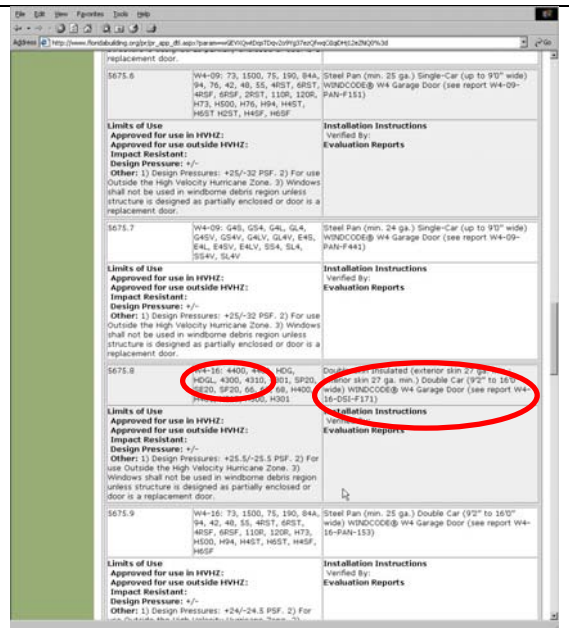 File Edit View Favorites Tools Help
Address
replacement door.
5675.6
W4-09: 73, 1500, 75, 190, 84A,
94, 76, 42, 48, 55, 4RST, 6RST,
4RSF, 6RSF, 2RST, 110R, 120R,
H73, H500, H76, H94, H4ST,
H6ST H2ST, H4SF, H6SF
Steel Pan (min. 25 ga.) Single-Car (up to 9'0" wide)
WINDCODE® W4 Garage Door (see report W4-09-
PAN-F151)
Limits of Use
Approved for use in HVHZ:
Approved for use outside HVHZ:
Impact Resistant:
Design Pressure: +/-
Other: 1) Design Pressures: +25/-32 PSF. 2) For use
Outside the High Velocity Hurricane Zone. 3) Windows
shall not be used in windborne debris region unless
structure is designed as partially enclosed or door is a
replacement door.
Installation Instructions
Verified By:
Evaluation Reports
5675.7
W4-09: G4S, GS4, G4L, GL4,
G4SV, GS4V, G4LV, GL4V, E4S,
E4L, E4SV, E4LV, SS4, SL4,
SS4V, SL4V
Steel Pan (min. 24 ga.) Single-Car (up to 9'0" wide)
WINDCODE® W4 Garage Door (see report W4-09-
PAN-F441)
Limits of Use
Approved for use in HVHZ:
Approved for use outside HVHZ:
Impact Resistant:
Design Pressure: +/-
Other: 1) Design Pressures: +25/-32 PSF. 2) For use
Outside the High Velocity Hurricane Zone. 3) Windows
shall not be used in windborne debris region unless
structure is designed as partially enclosed or door is a
replacement door.
Installation Instructions
Verified By:
Evaluation Reports
5675.8
W4-16: 4400, HDG,
HDGL, 4300, 4310, SP20,
SE20, SF20, 66, 68, H400,
H301
Insulated (exterior skin 27 ga.
skin 27 ga. min.) Double Car (9'2" to 16'0"
wide) WINDCODE® W4 Garage Door (see report W4-
16-DSI-F171)
Limits of Use
Approved for use in HVHZ:
Approved for use outside HVHZ:
Impact Resistant:
Design Pressure: +/-
Other: 1) Design Pressures: +25.5/-25.5 PSF. 2) For
use Outside the High Velocity Hurricane Zone. 3)
Windows shall not be used in windborne debris region
unless structure is designed as partially enclosed or
door is a replacement door.
Installation Instructions
Evaluation Reports
5675.9
W4-16: 73, 1500, 75, 190, 84A,
94, 42, 48, 55, 4RST, 6RST,
4RSF, 6RSF, 110R, 120R, H73,
H500, H94, H4ST, H6ST, H4SF,
H6SF
Steel Pan (min. 25 ga.) Double Car (9'2" to 16'0"
wide) WINDCODE® W4 Garage Door (see report W4-
16-PAN-153)
Limits of Use
Approved for use in HVHZ:
Approved for use outside HVHZ:
Impact Resistant:
Design Pressure: +/-
Other: 1) Design Pressures: +24/-24.5 PSF. 2) For
Installation Instructions
Verified By:
Evaluation Reports